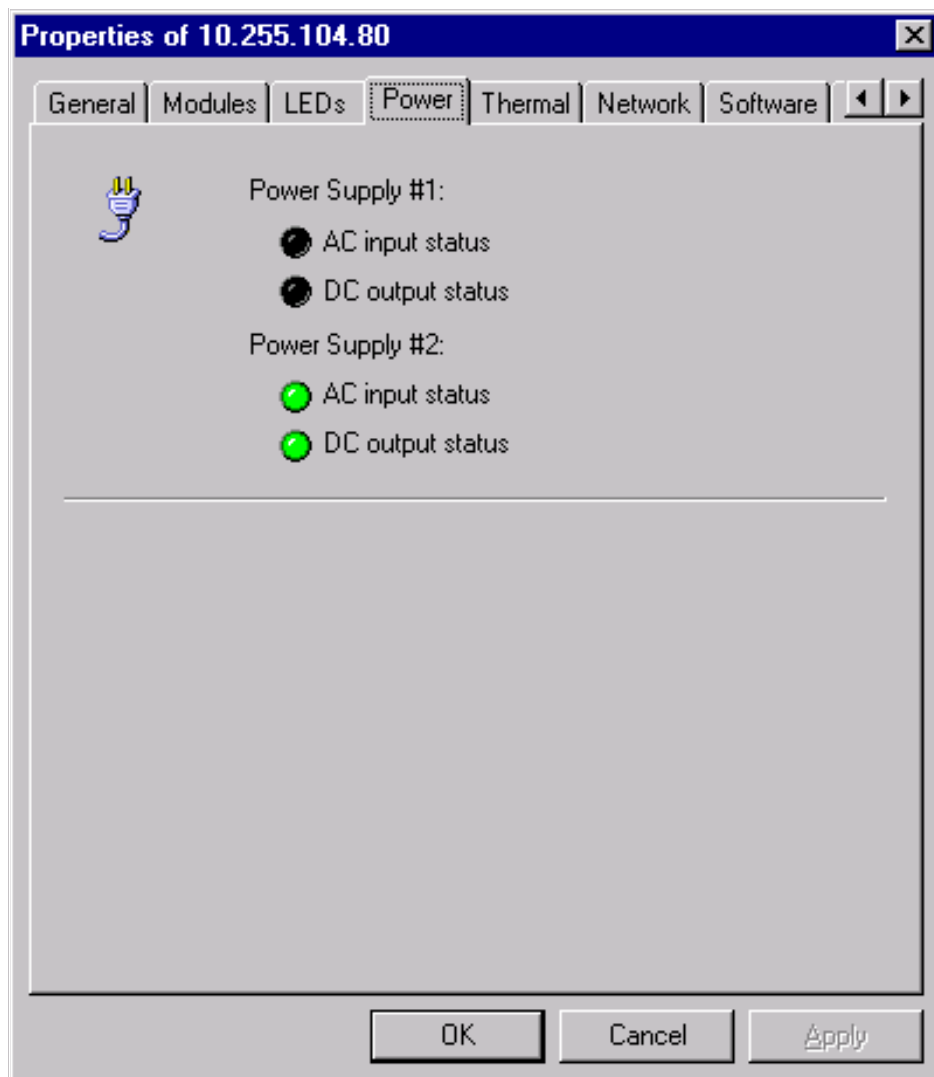 Properties of 10.255.104.80
General Modules LEDs Power Thermal Network Software
Power Supply #1:
AC input status
DC output status
Power Supply #2:
AC input status
DC output status
OK Cancel Apply